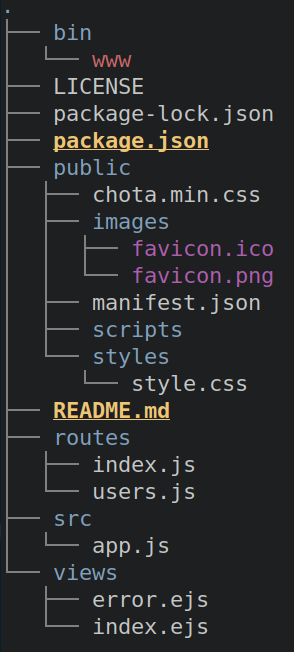 .
├── bin
│   └── www
├── LICENSE
├── package-lock.json
├── package.json
├── public
│   ├── chota.min.css
│   ├── images
│   │   ├── favicon.ico
│   │   └── favicon.png
│   ├── manifest.json
│   ├── scripts
│   └── styles
│       └── style.css
├── README.md
├── routes
│   ├── index.js
│   └── users.js
├── src
│   └── app.js
└── views
    ├── error.ejs
    └── index.ejs